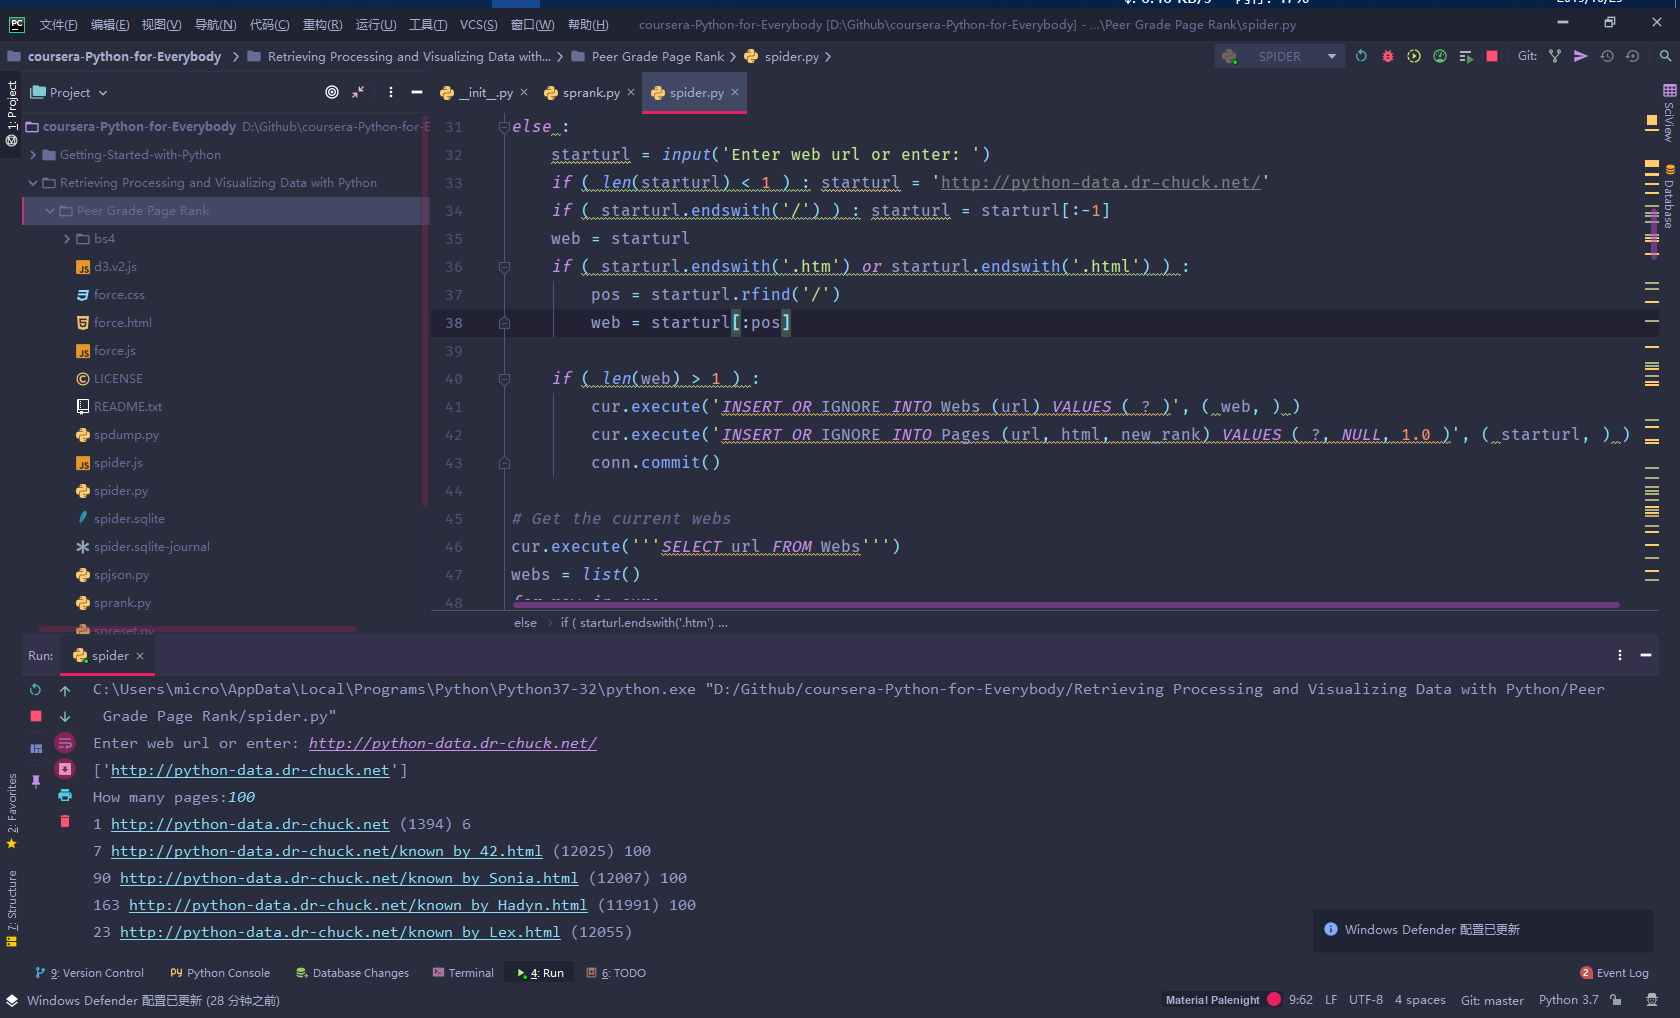 文件(F) 编辑(E) 视图(V) 导航(N) 代码(C) 重构(R) 运行(U) 工具(T) VCS(S) 窗口(W) 帮助(H) coursera-Python-for-Everybody [D:\Github\coursera-Python-for-Everybody] - ...\Peer Grade Page Rank\spider.py
coursera-Python-for-Everybody Retrieving Processing and Visualizing Data with... Peer Grade Page Rank spider.py SPIDER Git:
1: Project
Project
__init__.py sprank.py spider.py
SciView
Database
coursera-Python-for-Everybody D:\Github\coursera-Python-for-E
Getting-Started-with-Python
Retrieving Processing and Visualizing Data with Python
Peer Grade Page Rank
bs4
d3.v2.js
force.css
force.html
force.js
LICENSE
README.txt
spdump.py
spider.js
spider.py
spider.sqlite
spider.sqlite-journal
spjson.py
sprank.py
spreset.py
31 else :
32 starturl = input('Enter web url or enter: ')
33 if ( len(starturl) < 1 ) : starturl = 'http://python-data.dr-chuck.net/'
34 if ( starturl.endswith('/') ) : starturl = starturl[:-1]
35 web = starturl
36 if ( starturl.endswith('.htm') or starturl.endswith('.html') ) :
37 pos = starturl.rfind('/')
38 web = starturl[:pos]
39
40 if ( len(web) > 1 ) :
41 cur.execute('INSERT OR IGNORE INTO Webs (url) VALUES ( ? )', ( web, ) )
42 cur.execute('INSERT OR IGNORE INTO Pages (url, html, new_rank) VALUES ( ?, NULL, 1.0 )', ( starturl, ) )
43 conn.commit()
44
45 # Get the current webs
46 cur.execute('''SELECT url FROM Webs''')
47 webs = list()
48
else if ( starturl.endswith('.htm') ...
Run: spider
C:\Users\micro\AppData\Local\Programs\Python\Python37-32\python.exe "D:/Github/coursera-Python-for-Everybody/Retrieving Processing and Visualizing Data with Python/Peer
Grade Page Rank/spider.py"
Enter web url or enter: http://python-data.dr-chuck.net/
['http://python-data.dr-chuck.net']
How many pages:100
1 http://python-data.dr-chuck.net (1394) 6
7 http://python-data.dr-chuck.net/known_by_42.html (12025) 100
90 http://python-data.dr-chuck.net/known_by_Sonia.html (12007) 100
163 http://python-data.dr-chuck.net/known_by_Hadyn.html (11991) 100
23 http://python-data.dr-chuck.net/known_by_Lex.html (12055)
2: Favorites
7: Structure
Windows Defender 配置已更新
9: Version Control Python Console Database Changes Terminal 4: Run 6: TODO 2 Event Log
Windows Defender 配置已更新 (28 分钟之前) Material Palenight 9:62 LF UTF-8 4 spaces Git: master Python 3.7